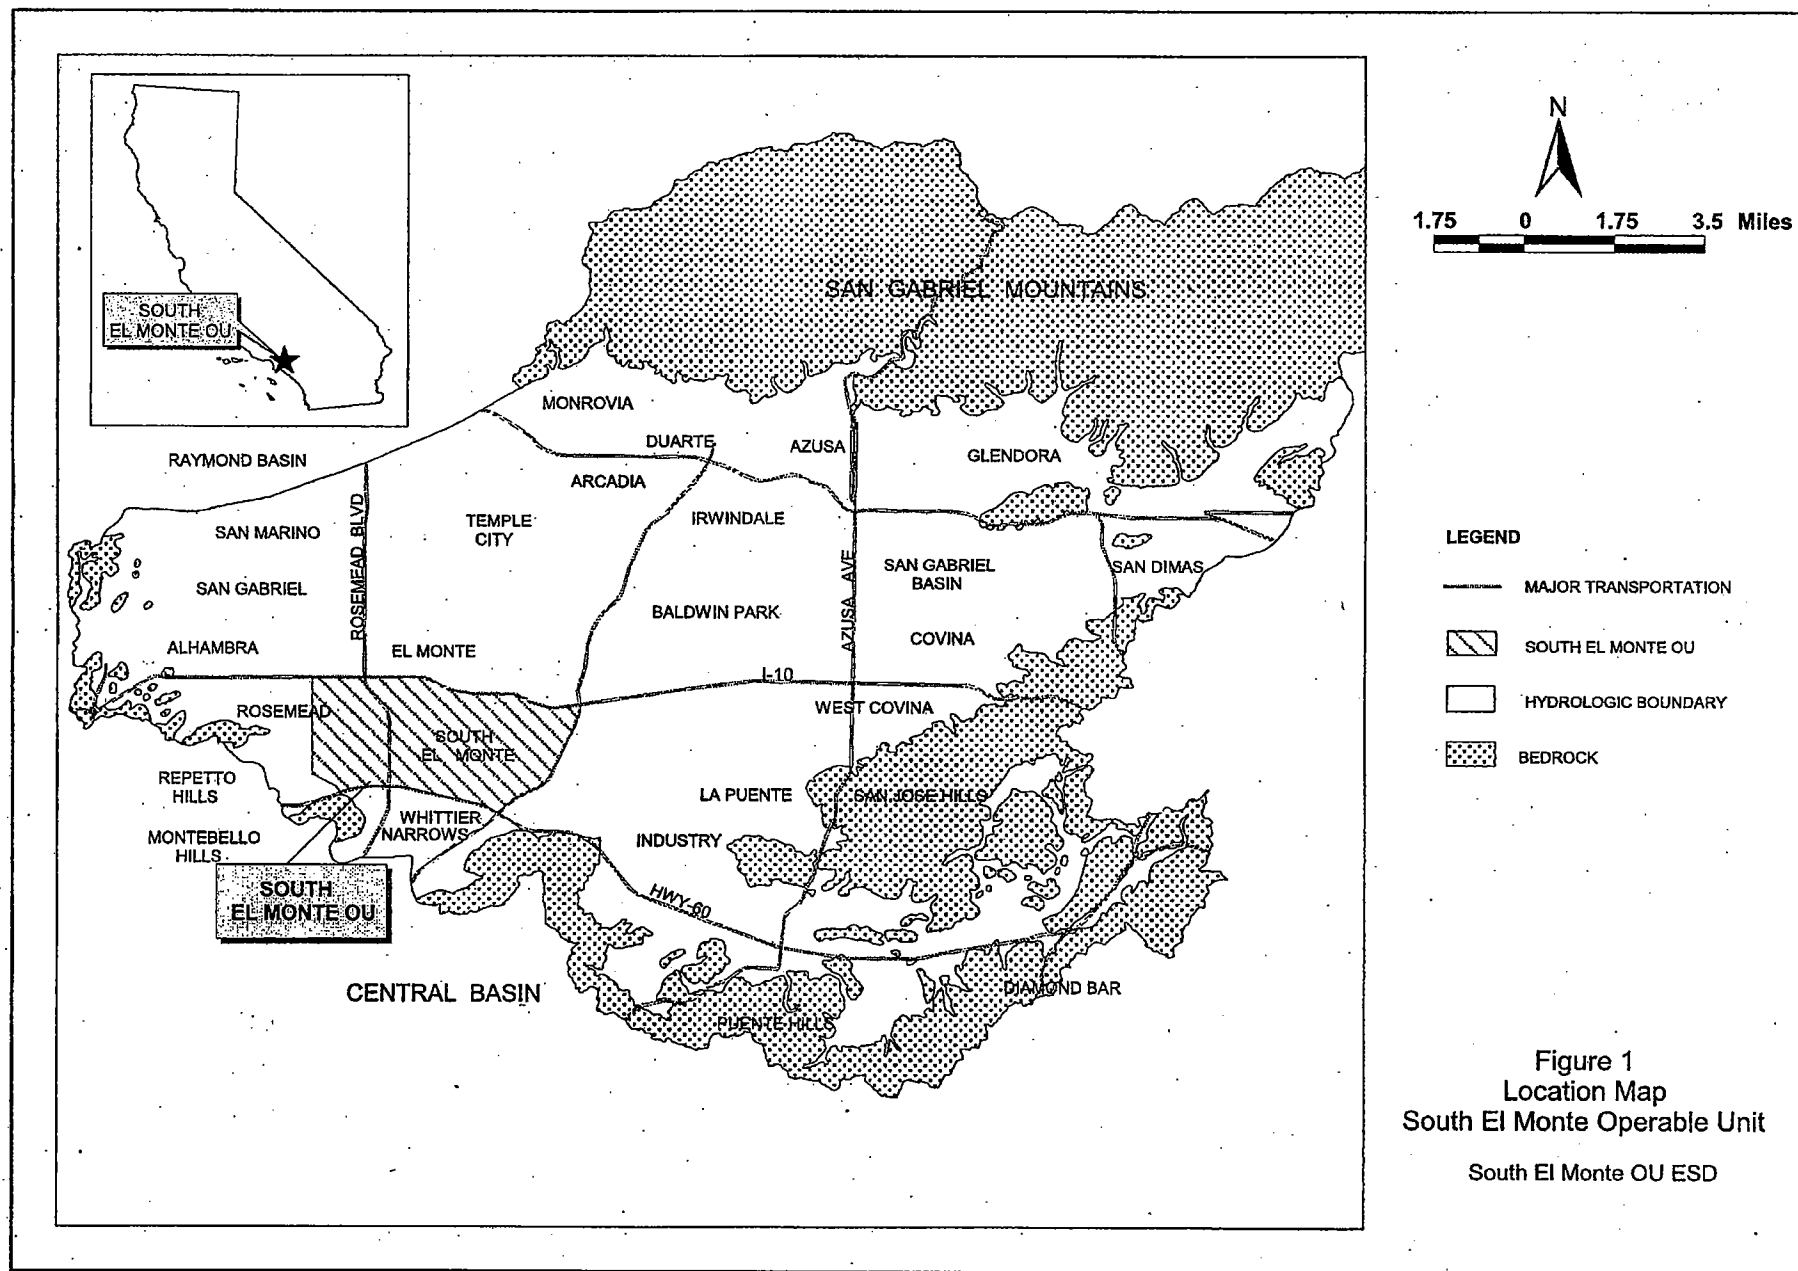 N
1.75 0 1.75 3.5 Miles
SOUTH
EL MONTE OU
SAN GABRIEL MOUNTAINS
MONROVIA
DUARTE
AZUSA
GLENDORA
RAYMOND BASIN
ARCADIA
ROSEMEAD BLVD
SAN MARINO
TEMPLE
CITY
IRWINDALE
SAN GABRIEL
BASIN
SAN DIMAS
SAN GABRIEL
AZUSA AVE
BALDWIN PARK
COVINA
ALHAMBRA
EL MONTE
I-10
ROSEMEAD
WEST COVINA
SOUTH
EL MONTE
REPETTO
HILLS
LA PUENTE
SAN JOSE HILLS
WHITTIER
NARROWS
MONTEBELLO
HILLS
INDUSTRY
SOUTH
EL MONTE OU
HWY-60
CENTRAL BASIN
DIAMOND BAR
PUENTE HILLS
LEGEND
MAJOR TRANSPORTATION
SOUTH EL MONTE OU
HYDROLOGIC BOUNDARY
BEDROCK
Figure 1
Location Map
South El Monte Operable Unit
South El Monte OU ESD